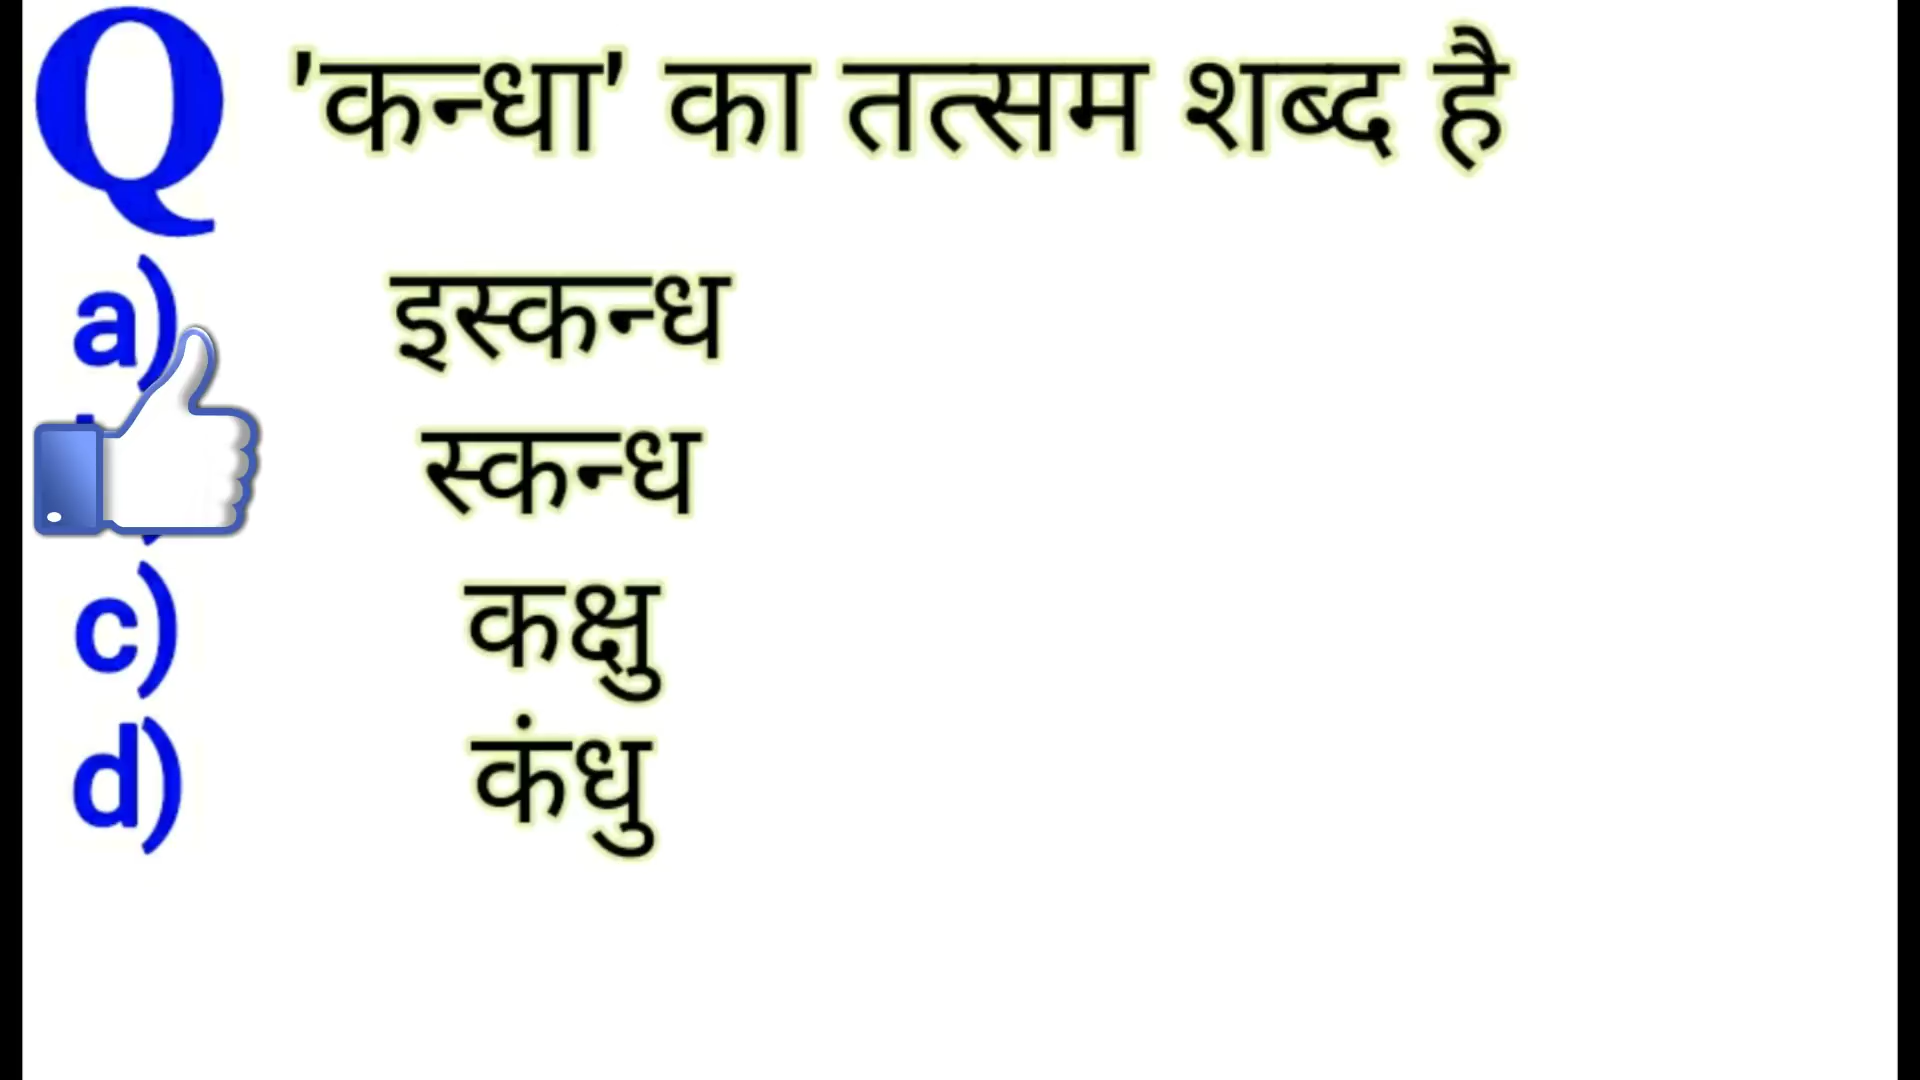 Q 'कन्धा' का तत्सम शब्द है
a) इस्कन्ध
स्कन्ध
c) कक्षु
d) कंधु